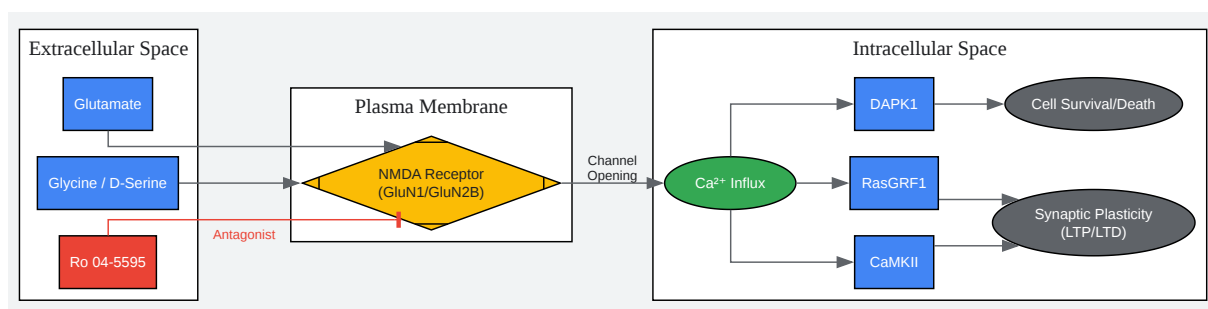 Extracellular Space
Glutamate
Glycine / D-Serine
Antagonist
Ro 04-5595
Plasma Membrane
NMDA Receptor
(GluN1/GluN2B)
Channel
Opening
Intracellular Space
Ca²⁺ Influx
DAPK1
Cell Survival/Death
RasGRF1
Synaptic Plasticity
(LTP/LTD)
CaMKII